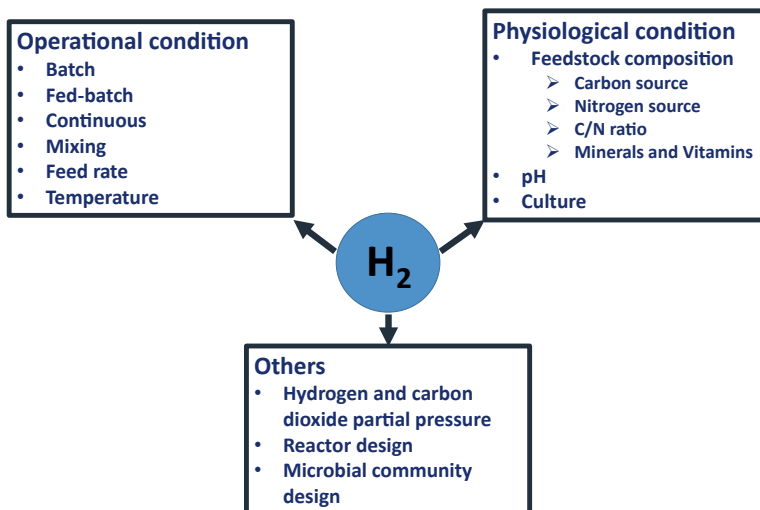 Operational condition
• Batch
• Fed-batch
• Continuous
• Mixing
• Feed rate
• Temperature
Physiological condition
• Feedstock composition
➢ Carbon source
➢ Nitrogen source
➢ C/N ratio
➢ Minerals and Vitamins
• pH
• Culture
H₂
Others
• Hydrogen and carbon
dioxide partial pressure
• Reactor design
• Microbial community
design